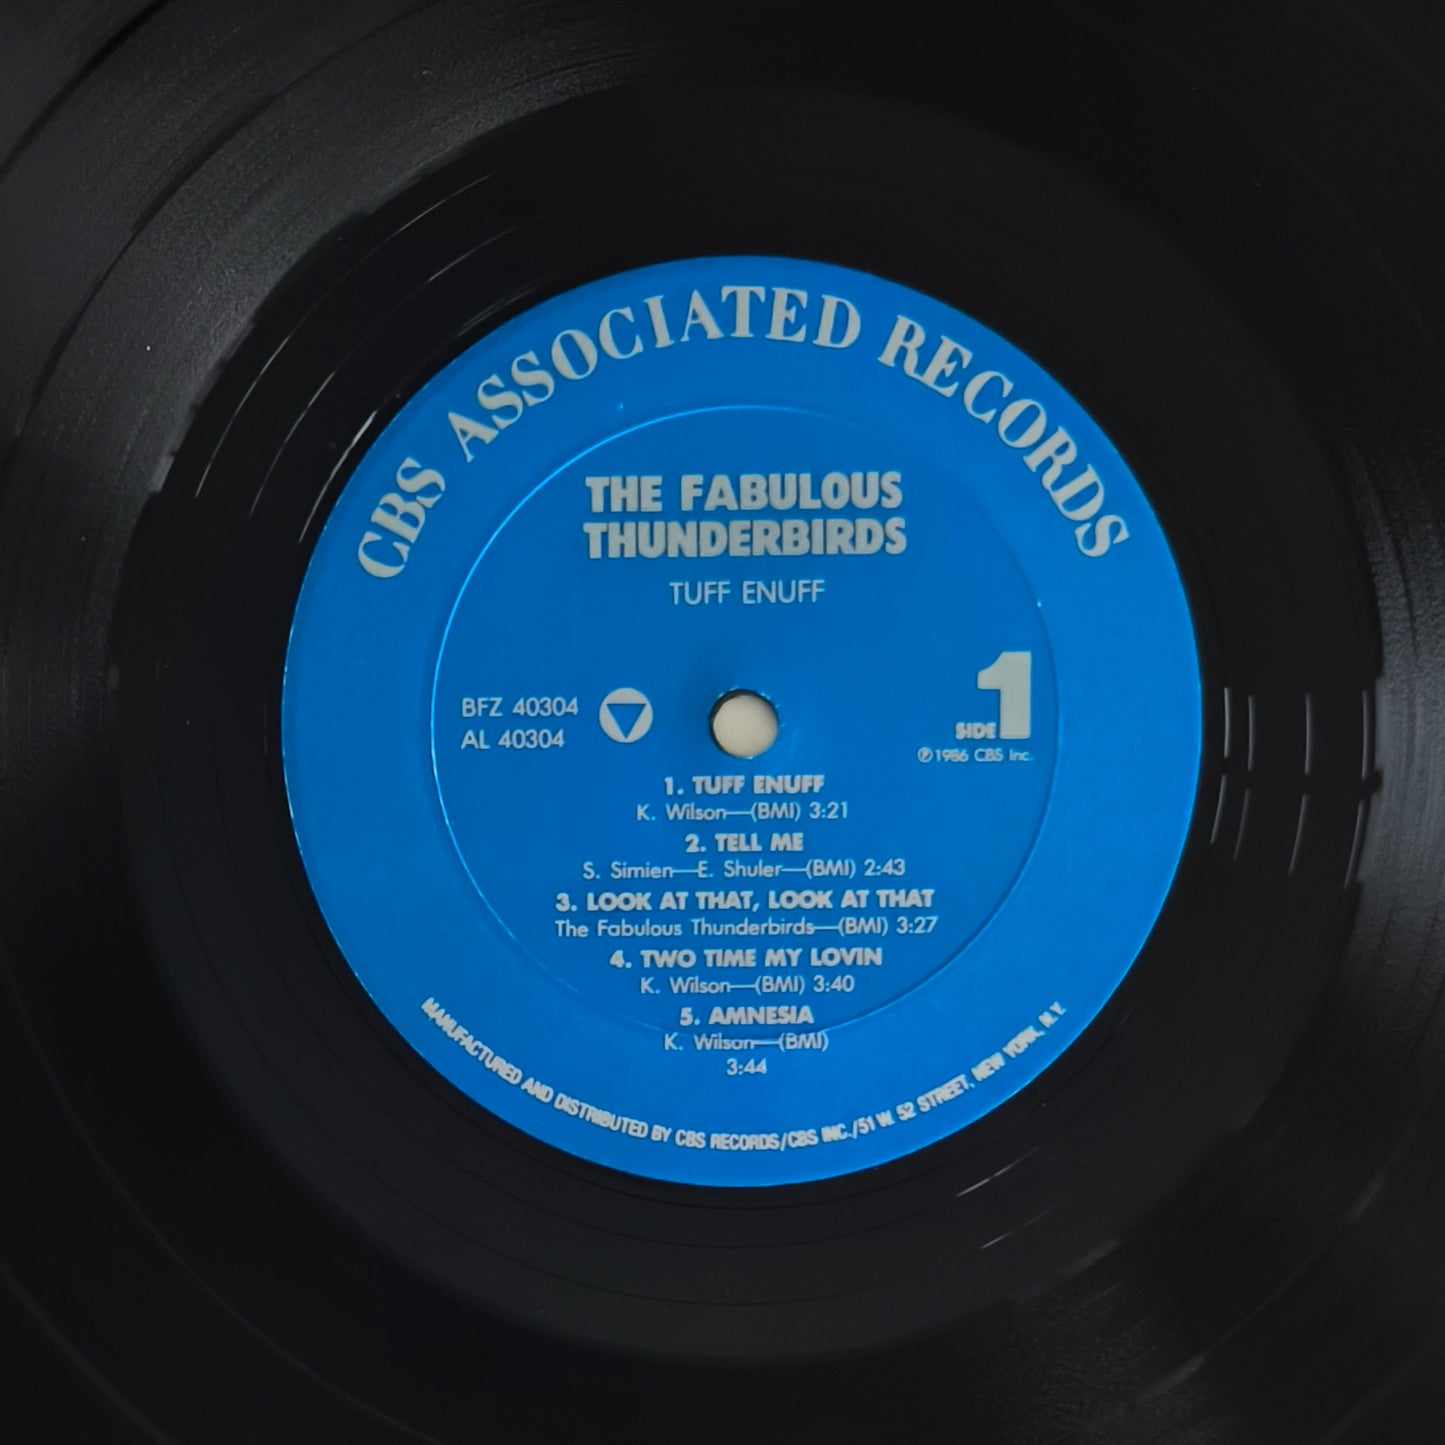 CBS ASSOCIATED RECORDS
THE FABULOUS
THUNDERBIRDS
TUFF ENUFF
BFZ 40304
AL 40304
SIDE 1
℗1986 CBS Inc.
1. TUFF ENUFF
K. Wilson—(BMI) 3:21
2. TELL ME
S. Simien—E. Shuler—(BMI) 2:43
3. LOOK AT THAT, LOOK AT THAT
The Fabulous Thunderbirds—(BMI) 3:27
4. TWO TIME MY LOVIN
K. Wilson—(BMI) 3:40
5. AMNESIA
K. Wilson—(BMI)
3:44
MANUFACTURED AND DISTRIBUTED BY CBS RECORDS/CBS INC./51 W. 52 STREET, NEW YORK, N.Y.